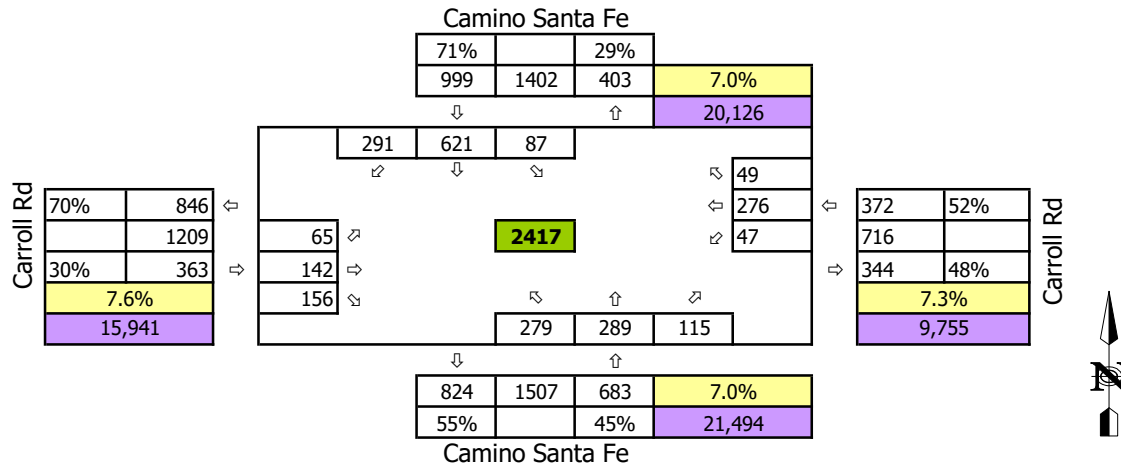 Camino Santa Fe
71% 29%
999 1402 403 7.0%
⇩ ⇧ 20,126
291 621 87
⬃ ⇩ ⬂ ⬁ 49
70% 846 ⇦ ⇦ 276 ⇦ 372 52%
1209 65 ⬀ 2417 ⬃ 47 716
30% 363 ⇨ 142 ⇨ ⇨ 344 48%
7.6% 156 ⬂ ⬁ ⇧ ⬀ 7.3%
15,941 279 289 115 9,755
Carroll Rd
Carroll Rd
⇩ ⇧
824 1507 683 7.0%
55% 45% 21,494
Camino Santa Fe
N